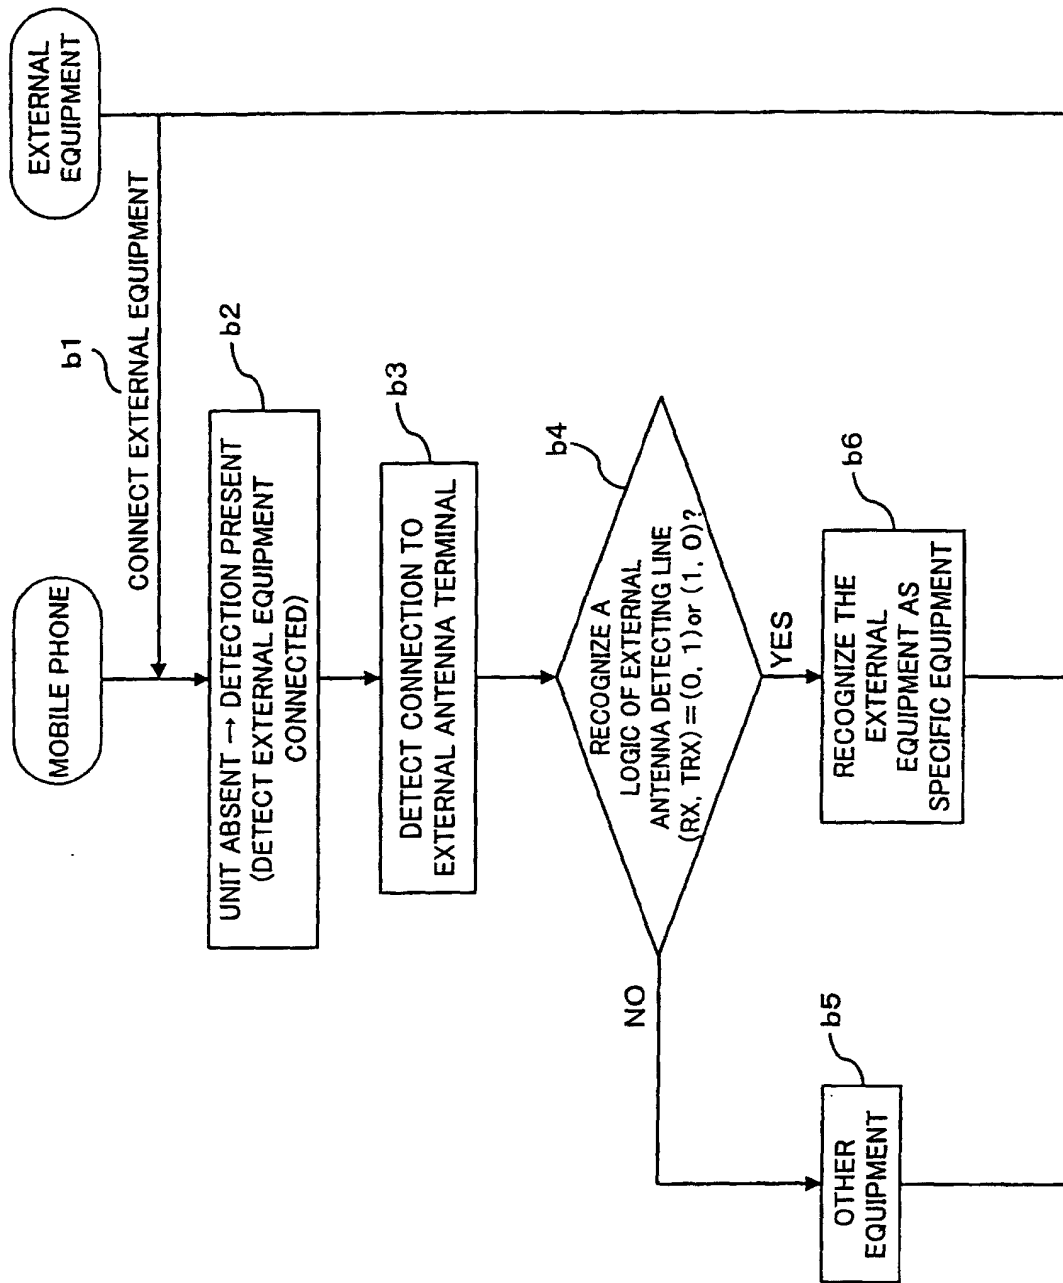 MOBILE PHONE
EXTERNAL
EQUIPMENT
b1
CONNECT EXTERNAL EQUIPMENT
b2
UNIT ABSENT → DETECTION PRESENT
(DETECT EXTERNAL EQUIPMENT
CONNECTED)
b3
DETECT CONNECTION TO
EXTERNAL ANTENNA TERMINAL
b4
RECOGNIZE A
LOGIC OF EXTERNAL
ANTENNA DETECTING LINE
(RX, TRX)=(0, 1) or (1, 0)?
NO
YES
b5
OTHER
EQUIPMENT
b6
RECOGNIZE THE
EXTERNAL
EQUIPMENT AS
SPECIFIC EQUIPMENT